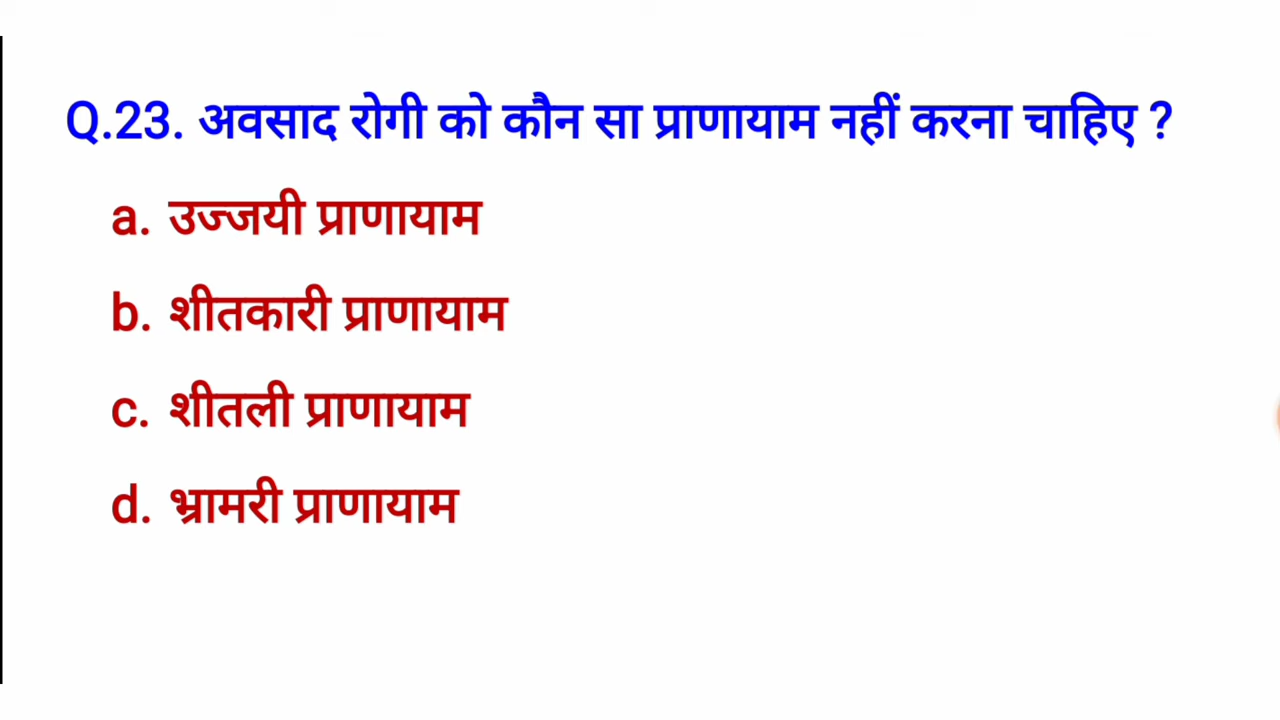 Q.23. अवसाद रोगी को कौन सा प्राणायाम नहीं करना चाहिए ?
a. उज्जयी प्राणायाम
b. शीतकारी प्राणायाम
c. शीतली प्राणायाम
d. भ्रामरी प्राणायाम